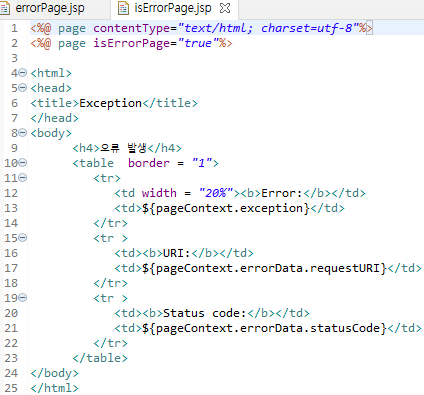 errorPage.jsp isErrorPage.jsp
1 <%@ page contentType="text/html; charset=utf-8"%>
2 <%@ page isErrorPage="true"%>
3
4 <html>
5 <head>
6 <title>Exception</title>
7 </head>
8 <body>
9 <h4>오류 발생</h4>
10 <table border = "1">
11 <tr>
12 <td width = "20%"><b>Error:</b></td>
13 <td>${pageContext.exception}</td>
14 </tr>
15 <tr >
16 <td><b>URI:</b></td>
17 <td>${pageContext.errorData.requestURI}</td>
18 </tr>
19 <tr >
20 <td><b>Status code:</b></td>
21 <td>${pageContext.errorData.statusCode}</td>
22 </tr>
23 </table>
24 </body>
25 </html>